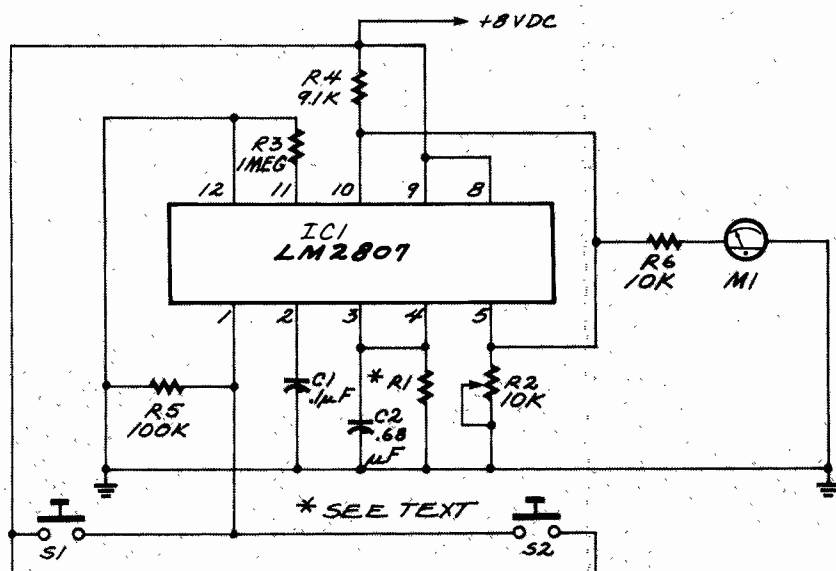 +8VDC
R4
9.1K
R3
1MEG
12
11
10
9
8
IC1
LM2807
R6
10K
M1
1
2
3
4
5
C1
.1µF
* R1
R2
10K
R5
100K
C2
.68
µF
* SEE TEXT
S1
S2